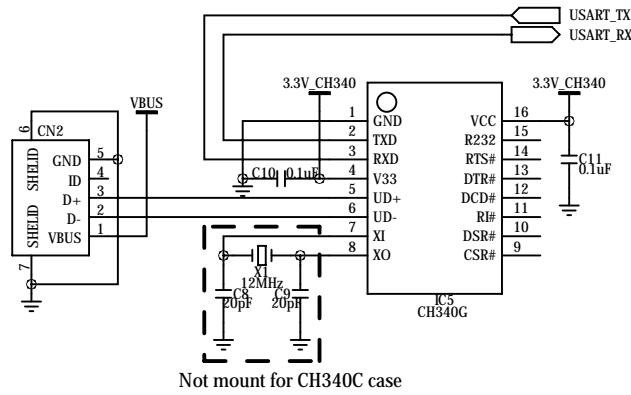 USART_TX
USART_RX
3.3V_CH340
3.3V_CH340
VBUS
6
CN2
SHELID
SHELID
GND
ID
D+
D-
VBUS
5
4
3
2
1
7
1
2
3
4
5
6
7
8
GND
TXD
RXD
V33
UD+
UD-
XI
XO
VCC
R232
RTS#
DTR#
DCD#
RI#
DSR#
CSR#
16
15
14
13
12
11
10
9
C10
0.1uF
C11
0.1uF
X1
12MHz
C8
20pF
C9
20pF
IC5
CH340G
Not mount for CH340C case